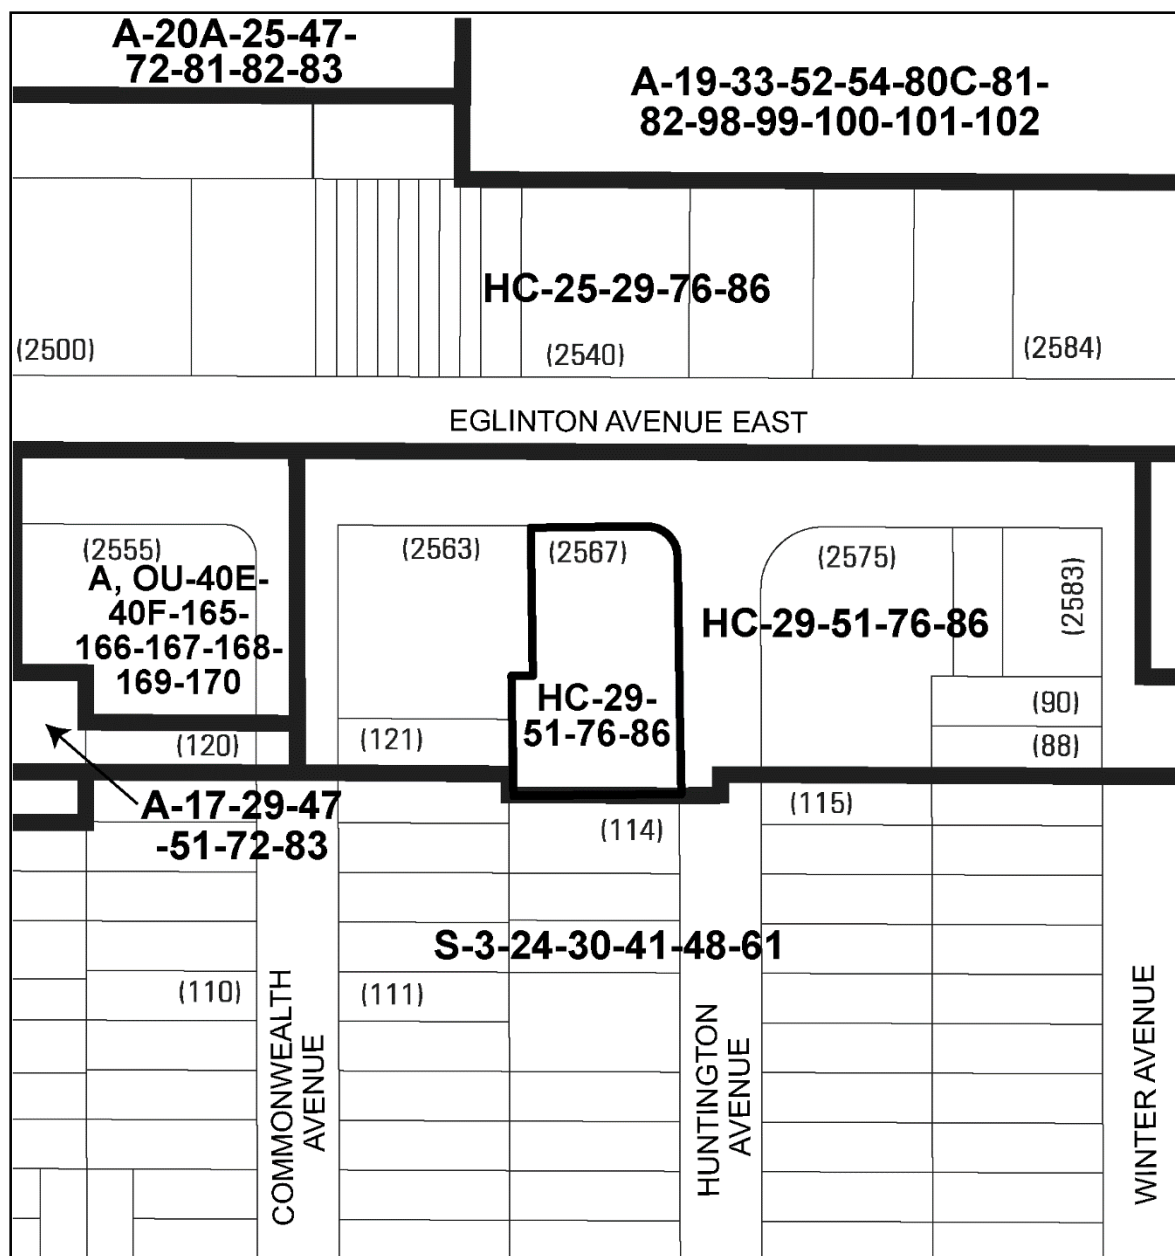 A-20A-25-47-
72-81-82-83
A-19-33-52-54-80C-81-
82-98-99-100-101-102
HC-25-29-76-86
(2500)
(2540)
(2584)
EGLINTON AVENUE EAST
(2555)
A, OU-40E-
40F-165-
166-167-168-
169-170
(2563)
(2567)
(2575)
(2583)
HC-29-51-76-86
HC-29-
51-76-86
(90)
(88)
(120)
(121)
A-17-29-47
-51-72-83
(114)
(115)
S-3-24-30-41-48-61
(110)
(111)
COMMONWEALTH
AVENUE
HUNTINGTON
AVENUE
WINTER AVENUE